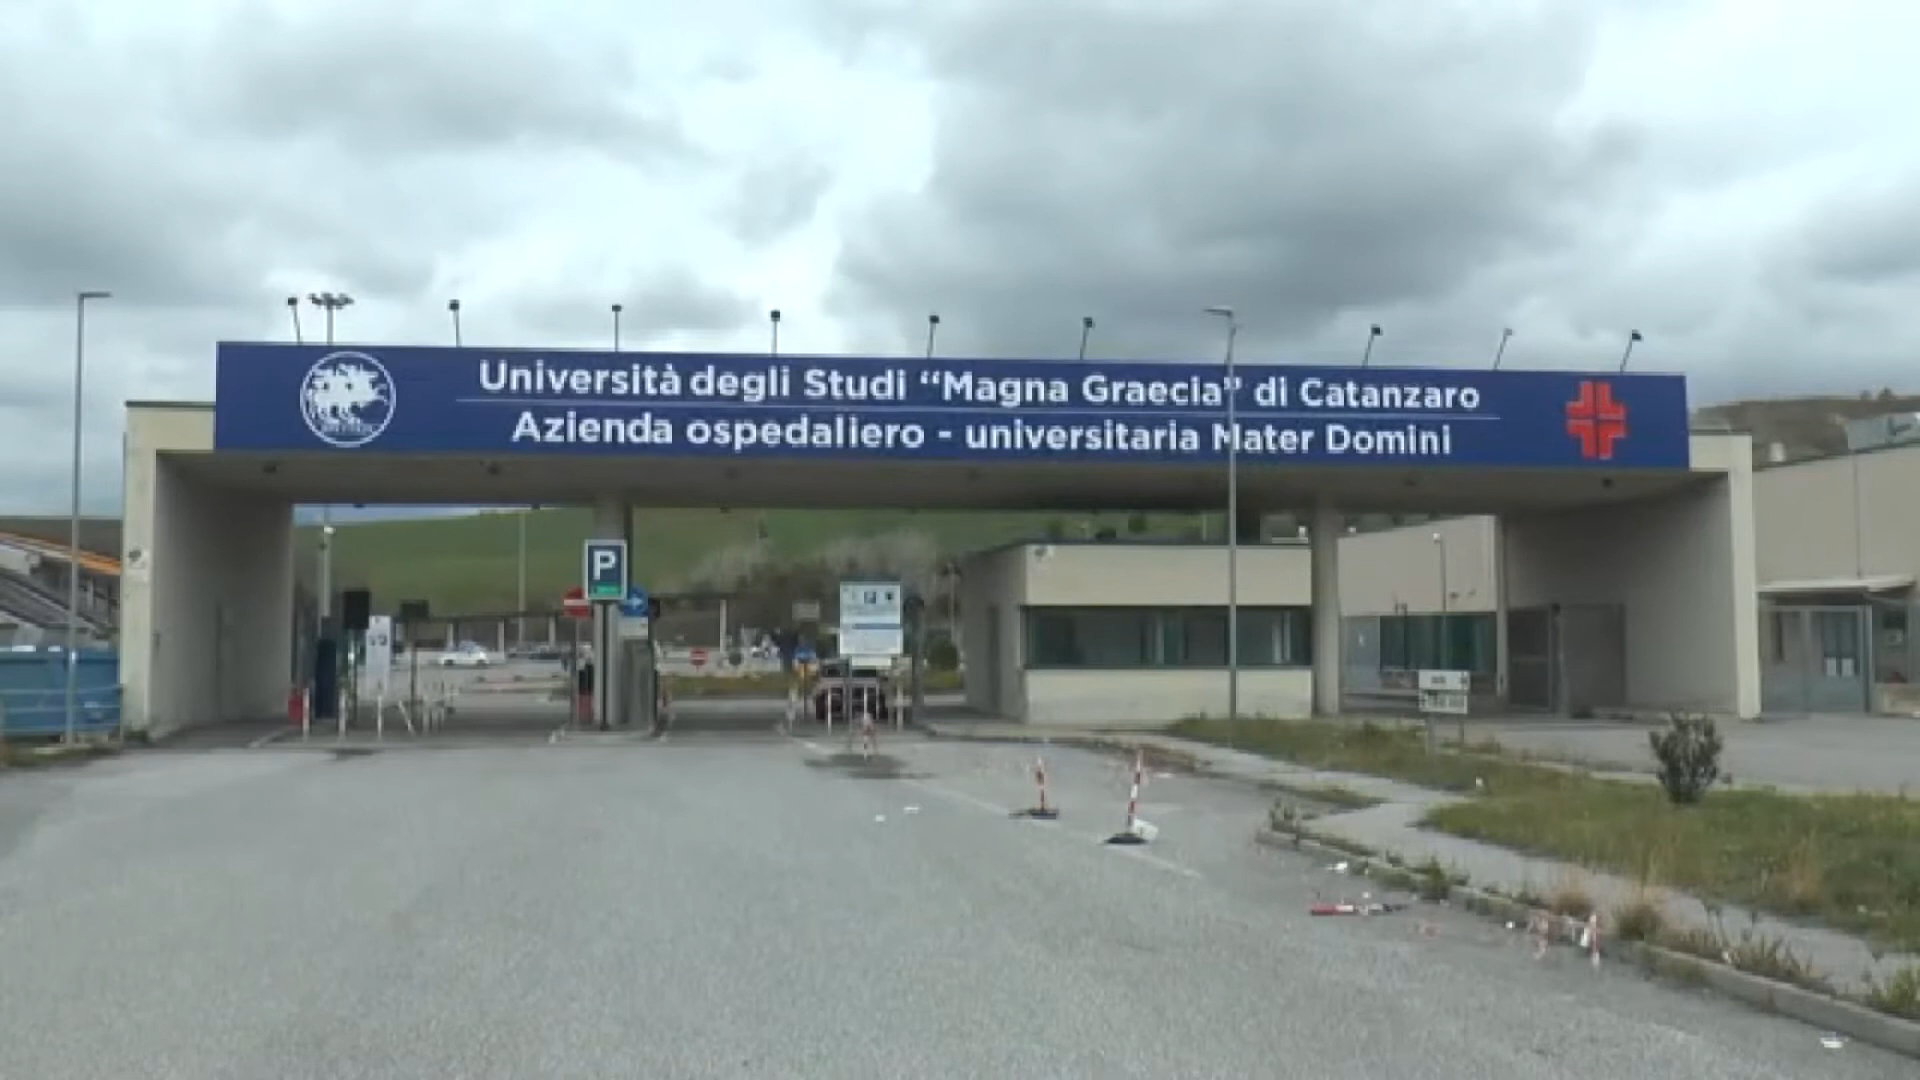 Università degli Studi “Magna Graecia” di Catanzaro
Azienda ospedaliero - universitaria Mater Domini
P